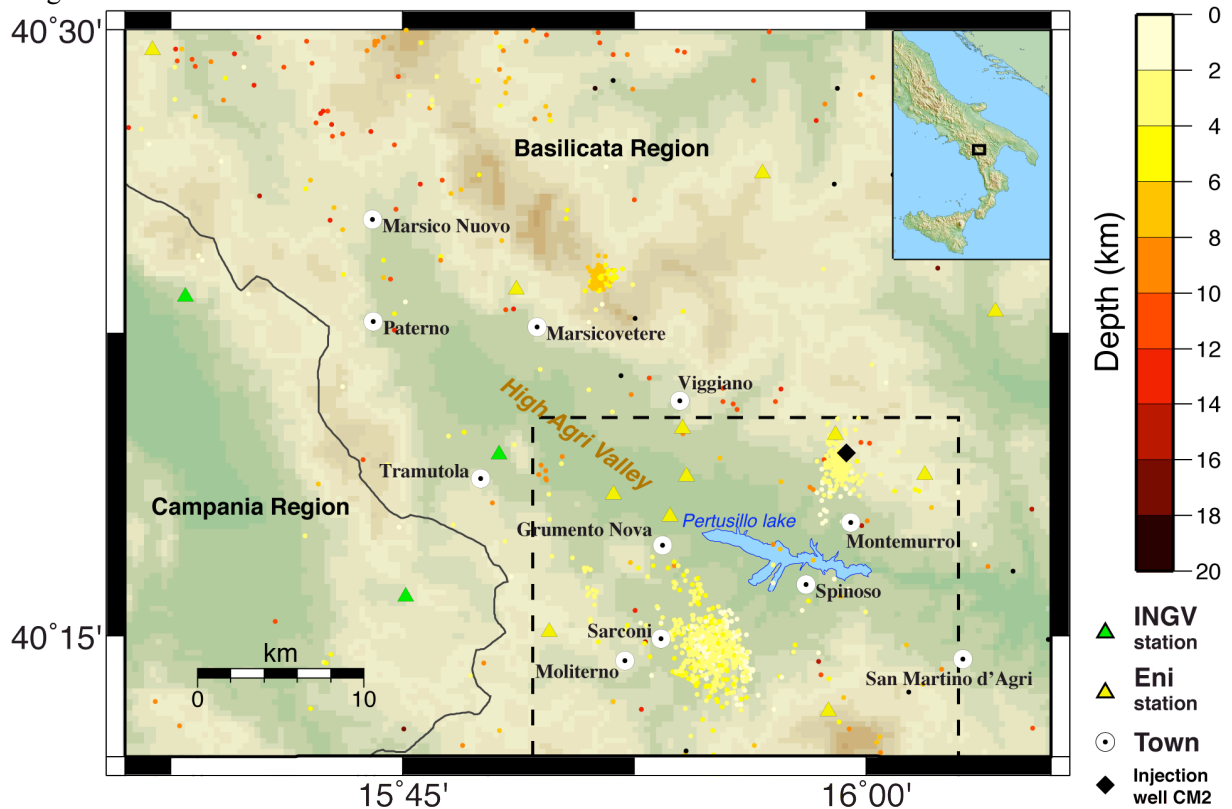 40°30'
Basilicata Region
Marsico Nuovo
Paterno
Marsicovetere
Viggiano
High Agri Valley
Tramutola
Campania Region
Grumento Nova
Pertusillo lake
Montemurro
Spinoso
40°15'
Sarconi
Moliterno
San Martino d'Agri
km
0 10
15°45' 16°00'
Depth (km)
0
2
4
6
8
10
12
14
16
18
20
INGV
station
Eni
station
Town
Injection
well CM2